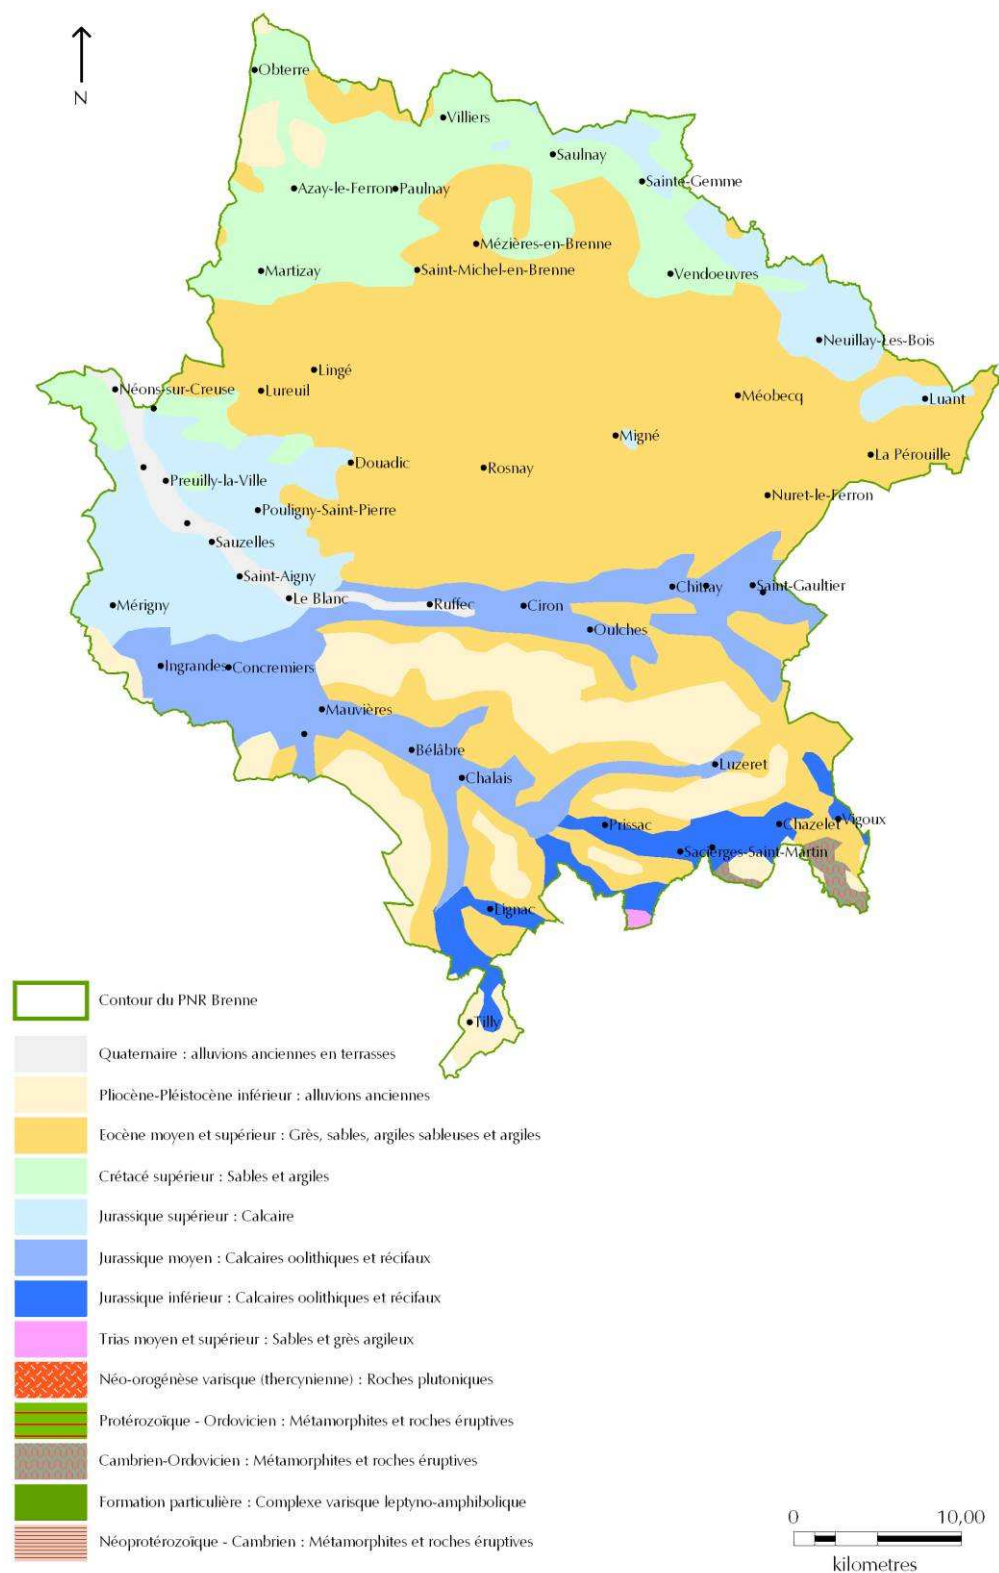 N
Obterre
Villiers
Saulnay
Sainte-Gemme
Azay-le-Ferron
Paulnay
Mézières-en-Brenne
Saint-Michel-en-Brenne
Martizay
Vendoeuvres
Neuillay-Les-Bois
Lingé
Néons-sur-Creuse
Lureuil
Méobecq
Luant
Migné
Douadic
Rosnay
La Pérouille
Preuilly-la-Ville
Nuret-le-Ferron
Pouligny-Saint-Pierre
Sauzelles
Saint-Aigny
Chitray
Saint-Gaultier
Le Blanc
Mérigny
Ruffec
Ciron
Oulches
Ingrandes
Concremiers
Mauvières
Bélâbre
Luzeret
Chalais
Prissac
Chazelet
Vigoux
Sacierges-Saint-Martin
Lignac
Tilly
Contour du PNR Brenne
Quaternaire : alluvions anciennes en terrasses
Pliocène-Pléistocène inférieur : alluvions anciennes
Eocène moyen et supérieur : Grès, sables, argiles sableuses et argiles
Crétacé supérieur : Sables et argiles
Jurassique supérieur : Calcaire
Jurassique moyen : Calcaires oolithiques et récifaux
Jurassique inférieur : Calcaires oolithiques et récifaux
Trias moyen et supérieur : Sables et grès argileux
Néo-orogénèse varisque (thercynienne) : Roches plutoniques
Protérozoïque - Ordovicien : Métamorphites et roches éruptives
Cambrien-Ordovicien : Métamorphites et roches éruptives
Formation particulière : Complexe varisque leptyno-amphibolique
Néoprotérozoïque - Cambrien : Métamorphites et roches éruptives
0 10,00
kilometres